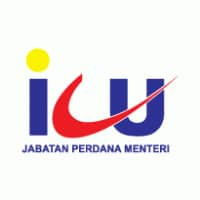 icu
JABATAN PERDANA MENTERI